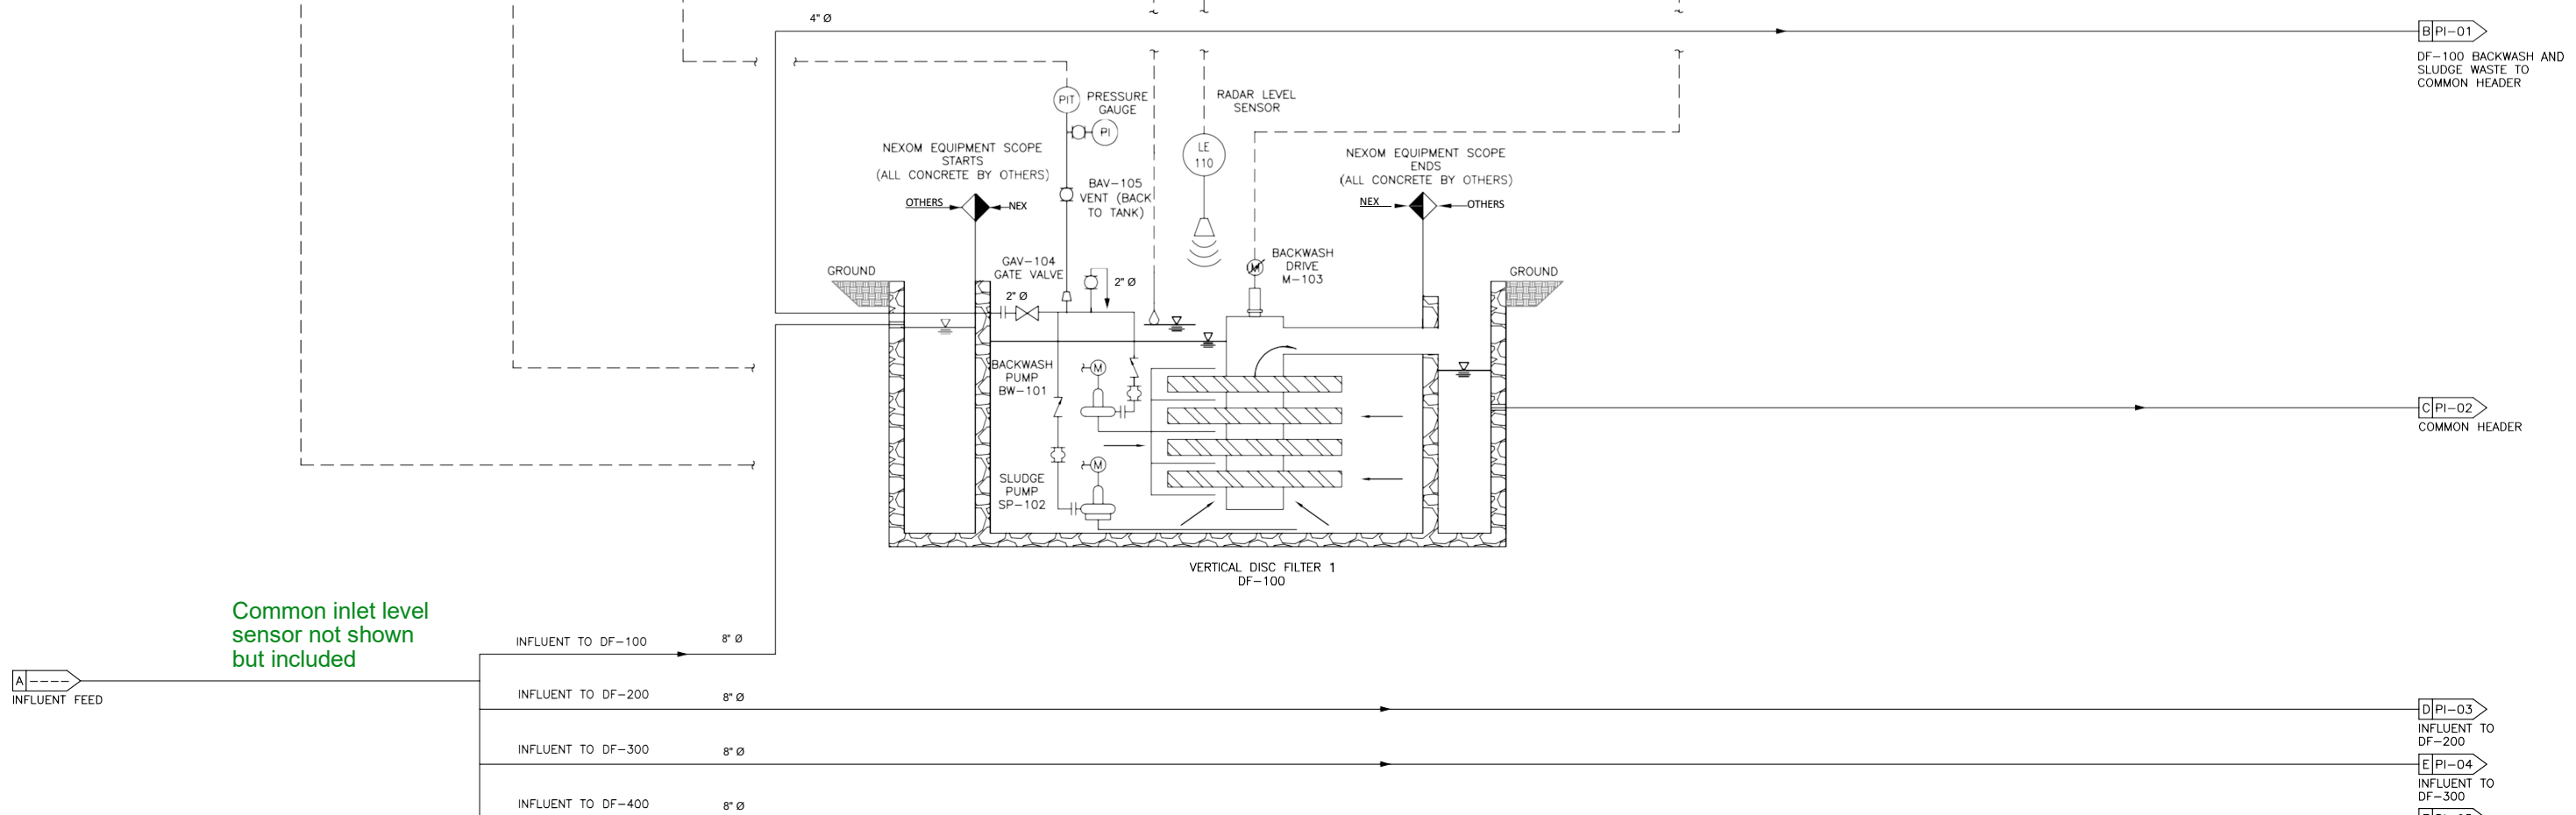 4" Ø
B PI-01
DF-100 BACKWASH AND
SLUDGE WASTE TO
COMMON HEADER
PIT
PRESSURE
GAUGE
PI
RADAR LEVEL
SENSOR
LE
110
NEXOM EQUIPMENT SCOPE
STARTS
(ALL CONCRETE BY OTHERS)
OTHERS
NEX
NEXOM EQUIPMENT SCOPE
ENDS
(ALL CONCRETE BY OTHERS)
NEX
OTHERS
BAV-105
VENT (BACK
TO TANK)
GROUND
GAV-104
GATE VALVE
2" Ø
2" Ø
BACKWASH
DRIVE
M-103
M
GROUND
BACKWASH
PUMP
BW-101
M
SLUDGE
PUMP
SP-102
M
C PI-02
COMMON HEADER
VERTICAL DISC FILTER 1
DF-100
Common inlet level
sensor not shown
but included
A ----
INFLUENT FEED
INFLUENT TO DF-100
8" Ø
INFLUENT TO DF-200
8" Ø
D PI-03
INFLUENT TO
DF-200
INFLUENT TO DF-300
8" Ø
E PI-04
INFLUENT TO
DF-300
INFLUENT TO DF-400
8" Ø